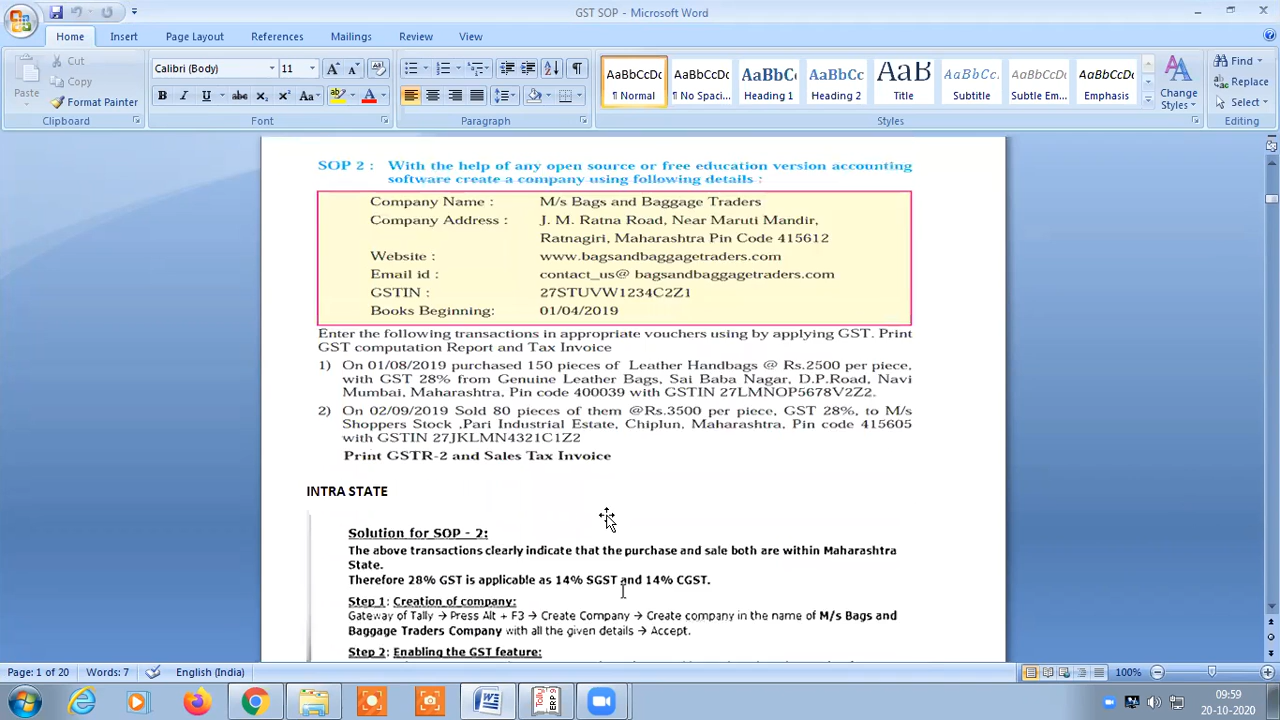 GST SOP - Microsoft Word
Home Insert Page Layout References Mailings Review View
Paste
Cut
Copy
Format Painter
Clipboard
Calibri (Body) 11
Font
Paragraph
AaBbCcDc AaBbCcDc AaBbCc AaBbCc AaB AaBbCc. AaBbCcDc AaBbCcDc
¶ Normal ¶ No Spaci... Heading 1 Heading 2 Title Subtitle Subtle Em... Emphasis
Change Styles
Styles
Find
Replace
Select
Editing
SOP 2 : With the help of any open source or free education version accounting
software create a company using following details :
Company Name : M/s Bags and Baggage Traders
Company Address : J. M. Ratna Road, Near Maruti Mandir,
Ratnagiri, Maharashtra Pin Code 415612
Website : www.bagsandbaggagetraders.com
Email id : contact_us@ bagsandbaggagetraders.com
GSTIN : 27STUVW1234C2Z1
Books Beginning: 01/04/2019
Enter the following transactions in appropriate vouchers using by applying GST. Print
GST computation Report and Tax Invoice
1) On 01/08/2019 purchased 150 pieces of Leather Handbags @ Rs.2500 per piece,
with GST 28% from Genuine Leather Bags, Sai Baba Nagar, D.P.Road, Navi
Mumbai, Maharashtra, Pin code 400039 with GSTIN 27LMNOP5678V2Z2.
2) On 02/09/2019 Sold 80 pieces of them @Rs.3500 per piece, GST 28%, to M/s
Shoppers Stock ,Pari Industrial Estate, Chiplun, Maharashtra, Pin code 415605
with GSTIN 27JKLMN4321C1Z2
Print GSTR-2 and Sales Tax Invoice
INTRA STATE
Solution for SOP - 2:
The above transactions clearly indicate that the purchase and sale both are within Maharashtra
State.
Therefore 28% GST is applicable as 14% SGST and 14% CGST.
Step 1: Creation of company:
Gateway of Tally → Press Alt + F3 → Create Company → Create company in the name of M/s Bags and
Baggage Traders Company with all the given details → Accept.
Step 2: Enabling the GST feature:
Page: 1 of 20 Words: 7 English (India) 100%
Tally ERP 9
09:59
20-10-2020